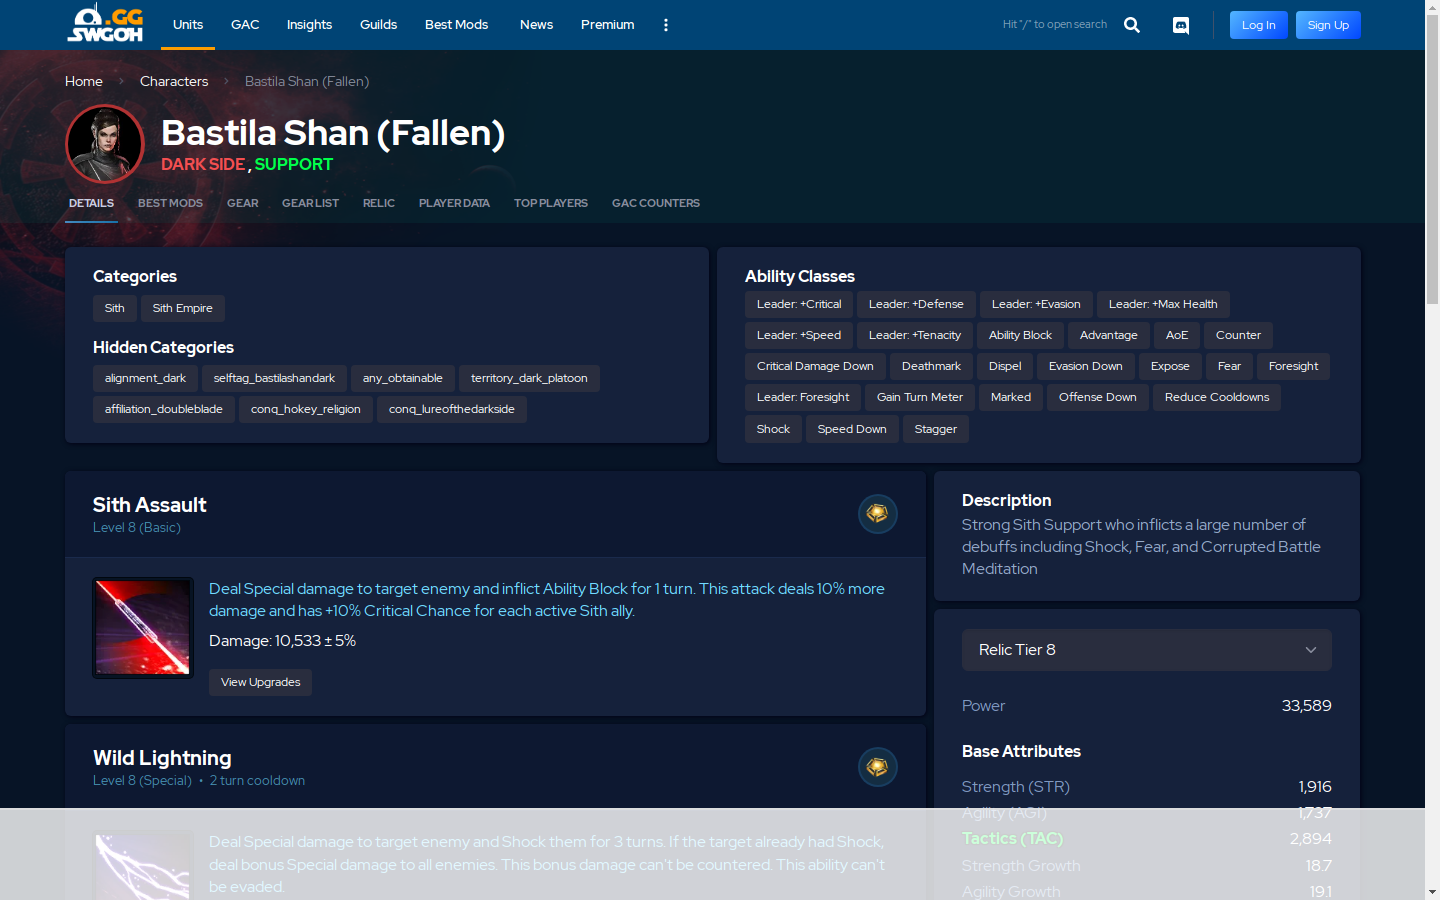 .GG
SWGOH
Units
GAC
Insights
Guilds
Best Mods
News
Premium
Hit "/" to open search
Log In
Sign Up
Home
Characters
Bastila Shan (Fallen)
Bastila Shan (Fallen)
DARK SIDE , SUPPORT
DETAILS
BEST MODS
GEAR
GEAR LIST
RELIC
PLAYER DATA
TOP PLAYERS
GAC COUNTERS
Categories
Sith
Sith Empire
Hidden Categories
alignment_dark
selftag_bastilashandark
any_obtainable
territory_dark_platoon
affiliation_doubleblade
conq_hokey_religion
conq_lureofthedarkside
Ability Classes
Leader: +Critical
Leader: +Defense
Leader: +Evasion
Leader: +Max Health
Leader: +Speed
Leader: +Tenacity
Ability Block
Advantage
AoE
Counter
Critical Damage Down
Deathmark
Dispel
Evasion Down
Expose
Fear
Foresight
Leader: Foresight
Gain Turn Meter
Marked
Offense Down
Reduce Cooldowns
Shock
Speed Down
Stagger
Sith Assault
Level 8 (Basic)
Deal Special damage to target enemy and inflict Ability Block for 1 turn. This attack deals 10% more
damage and has +10% Critical Chance for each active Sith ally.
Damage: 10,533 ± 5%
View Upgrades
Wild Lightning
Level 8 (Special) • 2 turn cooldown
Deal Special damage to target enemy and Shock them for 3 turns. If the target already had Shock,
deal bonus Special damage to all enemies. This bonus damage can't be countered. This ability can't
be evaded.
Description
Strong Sith Support who inflicts a large number of
debuffs including Shock, Fear, and Corrupted Battle
Meditation
Relic Tier 8
Power 33,589
Base Attributes
Strength (STR) 1,916
Agility (AGI) 1,737
Tactics (TAC) 2,894
Strength Growth 18.7
Agility Growth 19.1